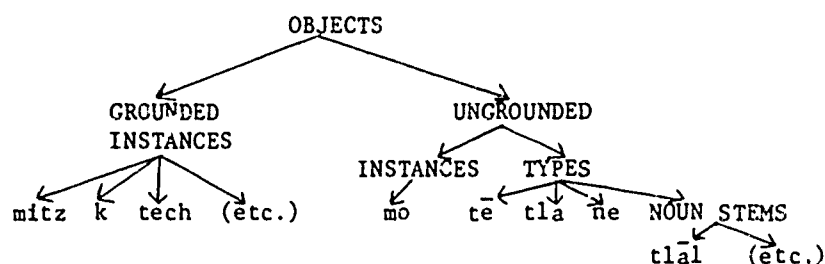 OBJECTS
GROUNDED UNGROUNDED
INSTANCES
INSTANCES TYPES
mitz k tech (etc.) mo tē tla ne NOUN STEMS
tlāl (etc.)